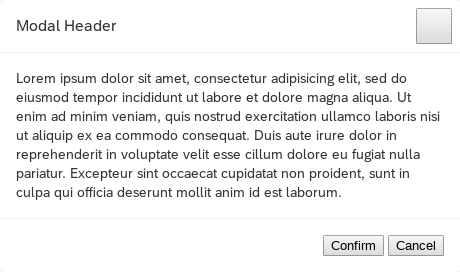 Modal Header
Lorem ipsum dolor sit amet, consectetur adipisicing elit, sed do
eiusmod tempor incididunt ut labore et dolore magna aliqua. Ut
enim ad minim veniam, quis nostrud exercitation ullamco laboris nisi
ut aliquip ex ea commodo consequat. Duis aute irure dolor in
reprehenderit in voluptate velit esse cillum dolore eu fugiat nulla
pariatur. Excepteur sint occaecat cupidatat non proident, sunt in
culpa qui officia deserunt mollit anim id est laborum.
Confirm Cancel